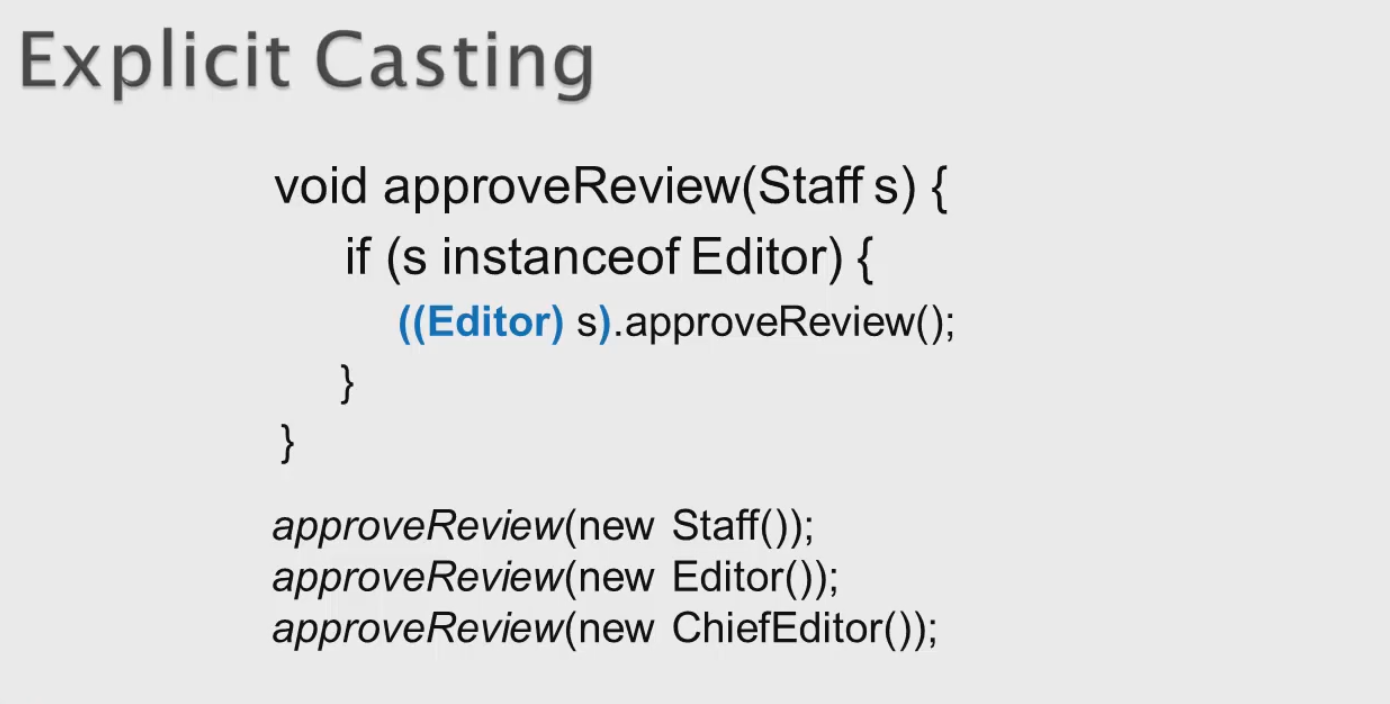 Explicit Casting
void approveReview(Staff s) {
if (s instanceof Editor) {
((Editor) s).approveReview();
}
}
approveReview(new Staff());
approveReview(new Editor());
approveReview(new ChiefEditor());